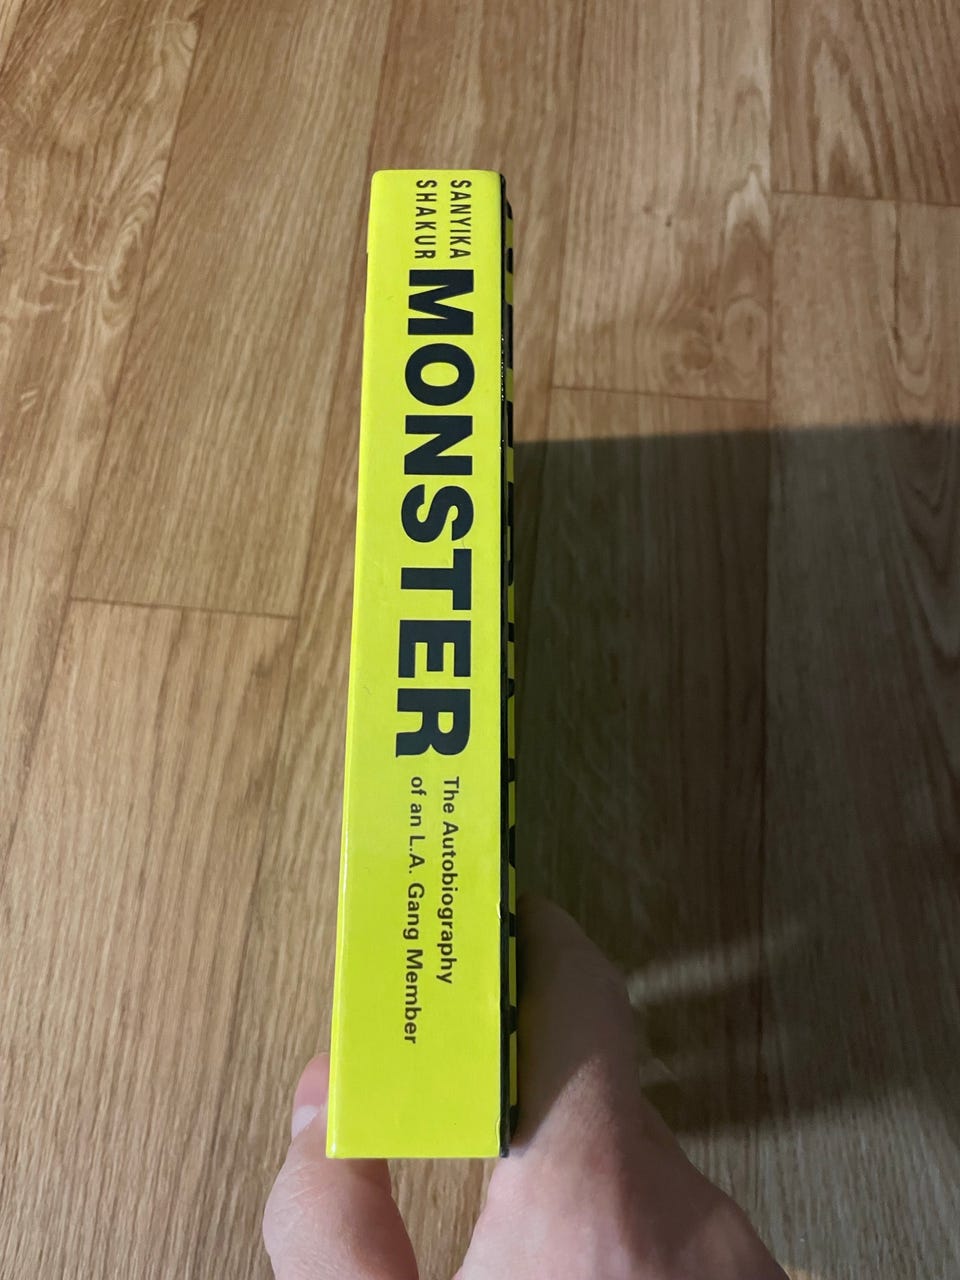 SANYIKA
SHAKUR
MONSTER
The Autobiography
of an L.A. Gang Member